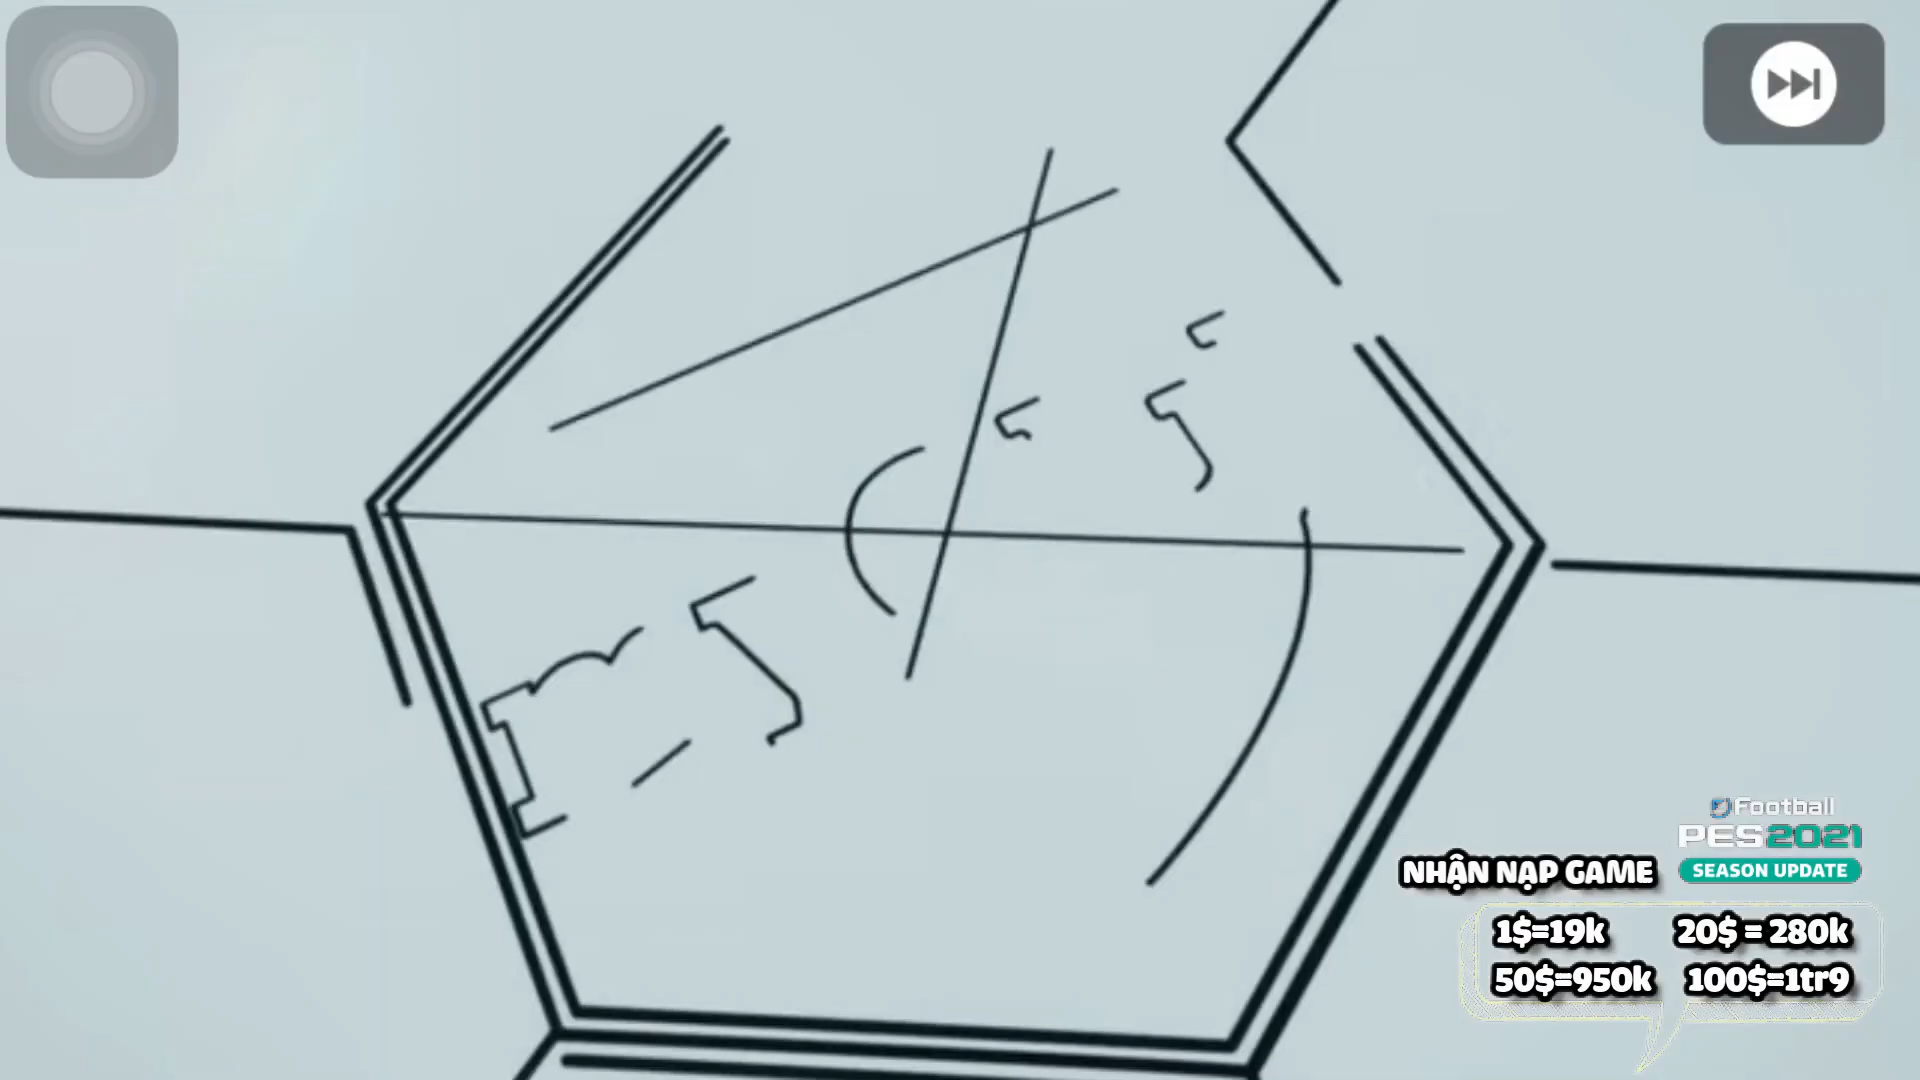 eFootball
PES2021
SEASON UPDATE
NHẬN NẠP GAME
1$=19k 20$=280k
50$=950k 100$=1tr9